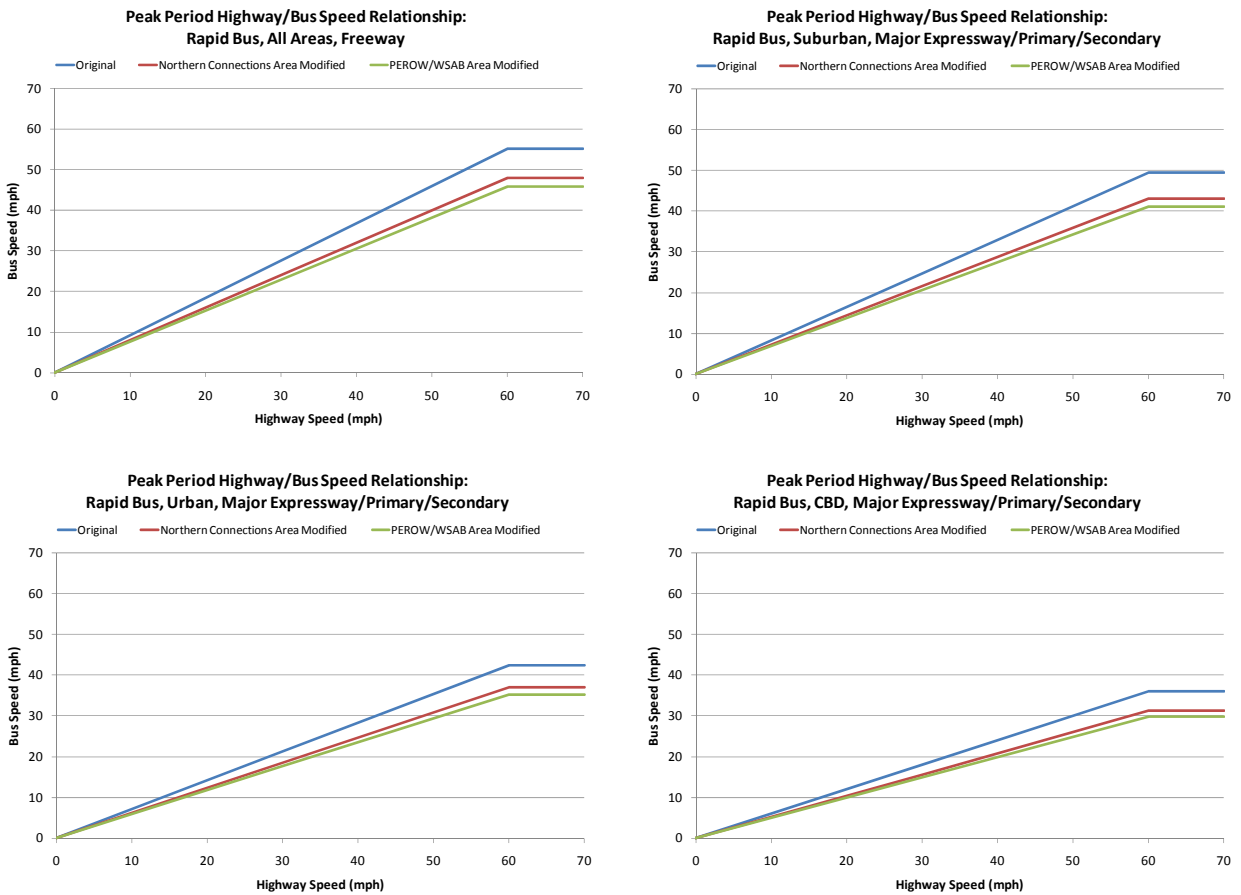 Peak Period Highway/Bus Speed Relationship:
Rapid Bus, All Areas, Freeway
Original Northern Connections Area Modified PEROW/WSAB Area Modified
70
60
50
40
30
20
10
0
Bus Speed (mph)
0 10 20 30 40 50 60 70
Highway Speed (mph)
Peak Period Highway/Bus Speed Relationship:
Rapid Bus, Suburban, Major Expressway/Primary/Secondary
Original Northern Connections Area Modified PEROW/WSAB Area Modified
70
60
50
40
30
20
10
0
Bus Speed (mph)
0 10 20 30 40 50 60 70
Highway Speed (mph)
Peak Period Highway/Bus Speed Relationship:
Rapid Bus, Urban, Major Expressway/Primary/Secondary
Original Northern Connections Area Modified PEROW/WSAB Area Modified
70
60
50
40
30
20
10
0
Bus Speed (mph)
0 10 20 30 40 50 60 70
Highway Speed (mph)
Peak Period Highway/Bus Speed Relationship:
Rapid Bus, CBD, Major Expressway/Primary/Secondary
Original Northern Connections Area Modified PEROW/WSAB Area Modified
70
60
50
40
30
20
10
0
Bus Speed (mph)
0 10 20 30 40 50 60 70
Highway Speed (mph)